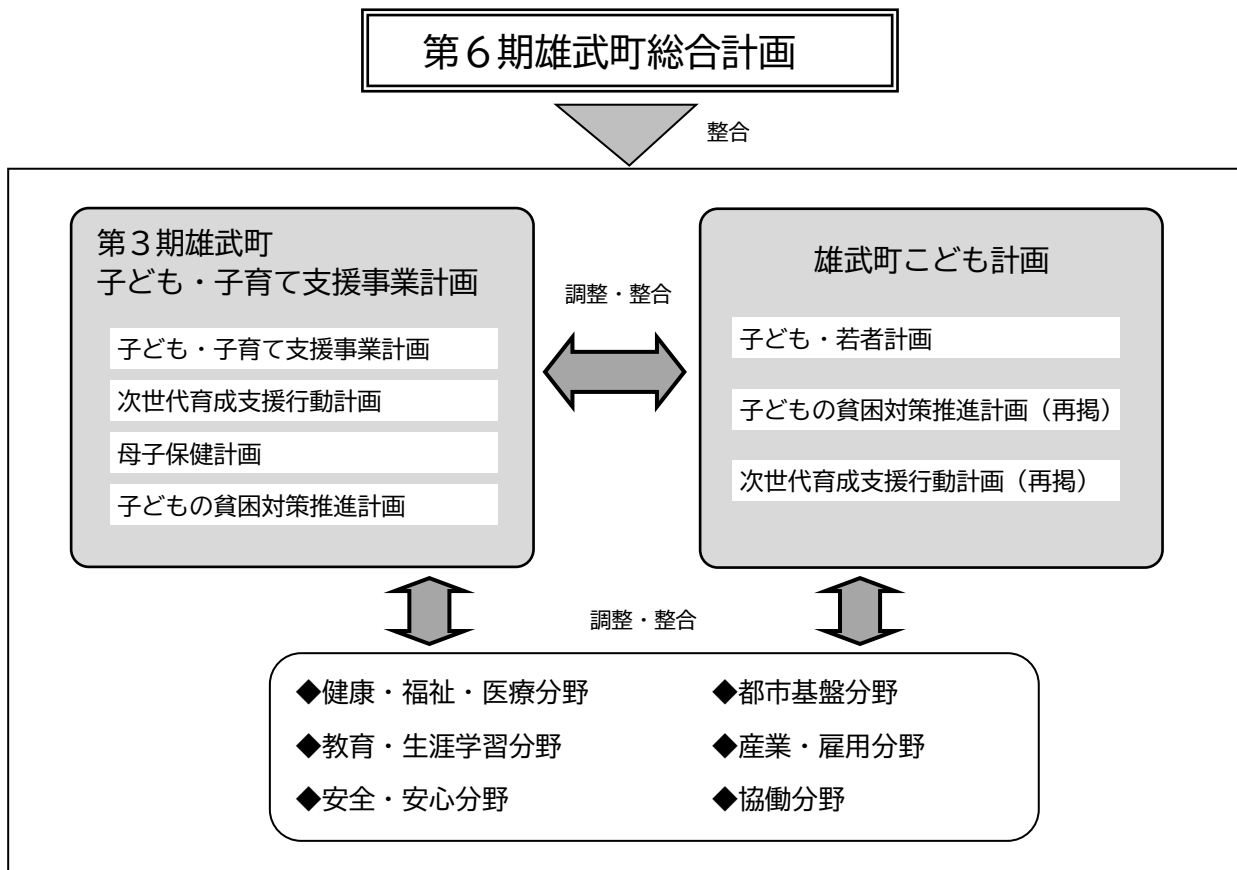 第６期雄武町総合計画
整合
第３期雄武町
子ども・子育て支援事業計画
子ども・子育て支援事業計画
次世代育成支援行動計画
母子保健計画
子どもの貧困対策推進計画
調整・整合
雄武町こども計画
子ども・若者計画
子どもの貧困対策推進計画（再掲）
次世代育成支援行動計画（再掲）
調整・整合
◆健康・福祉・医療分野
◆教育・生涯学習分野
◆安全・安心分野
◆都市基盤分野
◆産業・雇用分野
◆協働分野